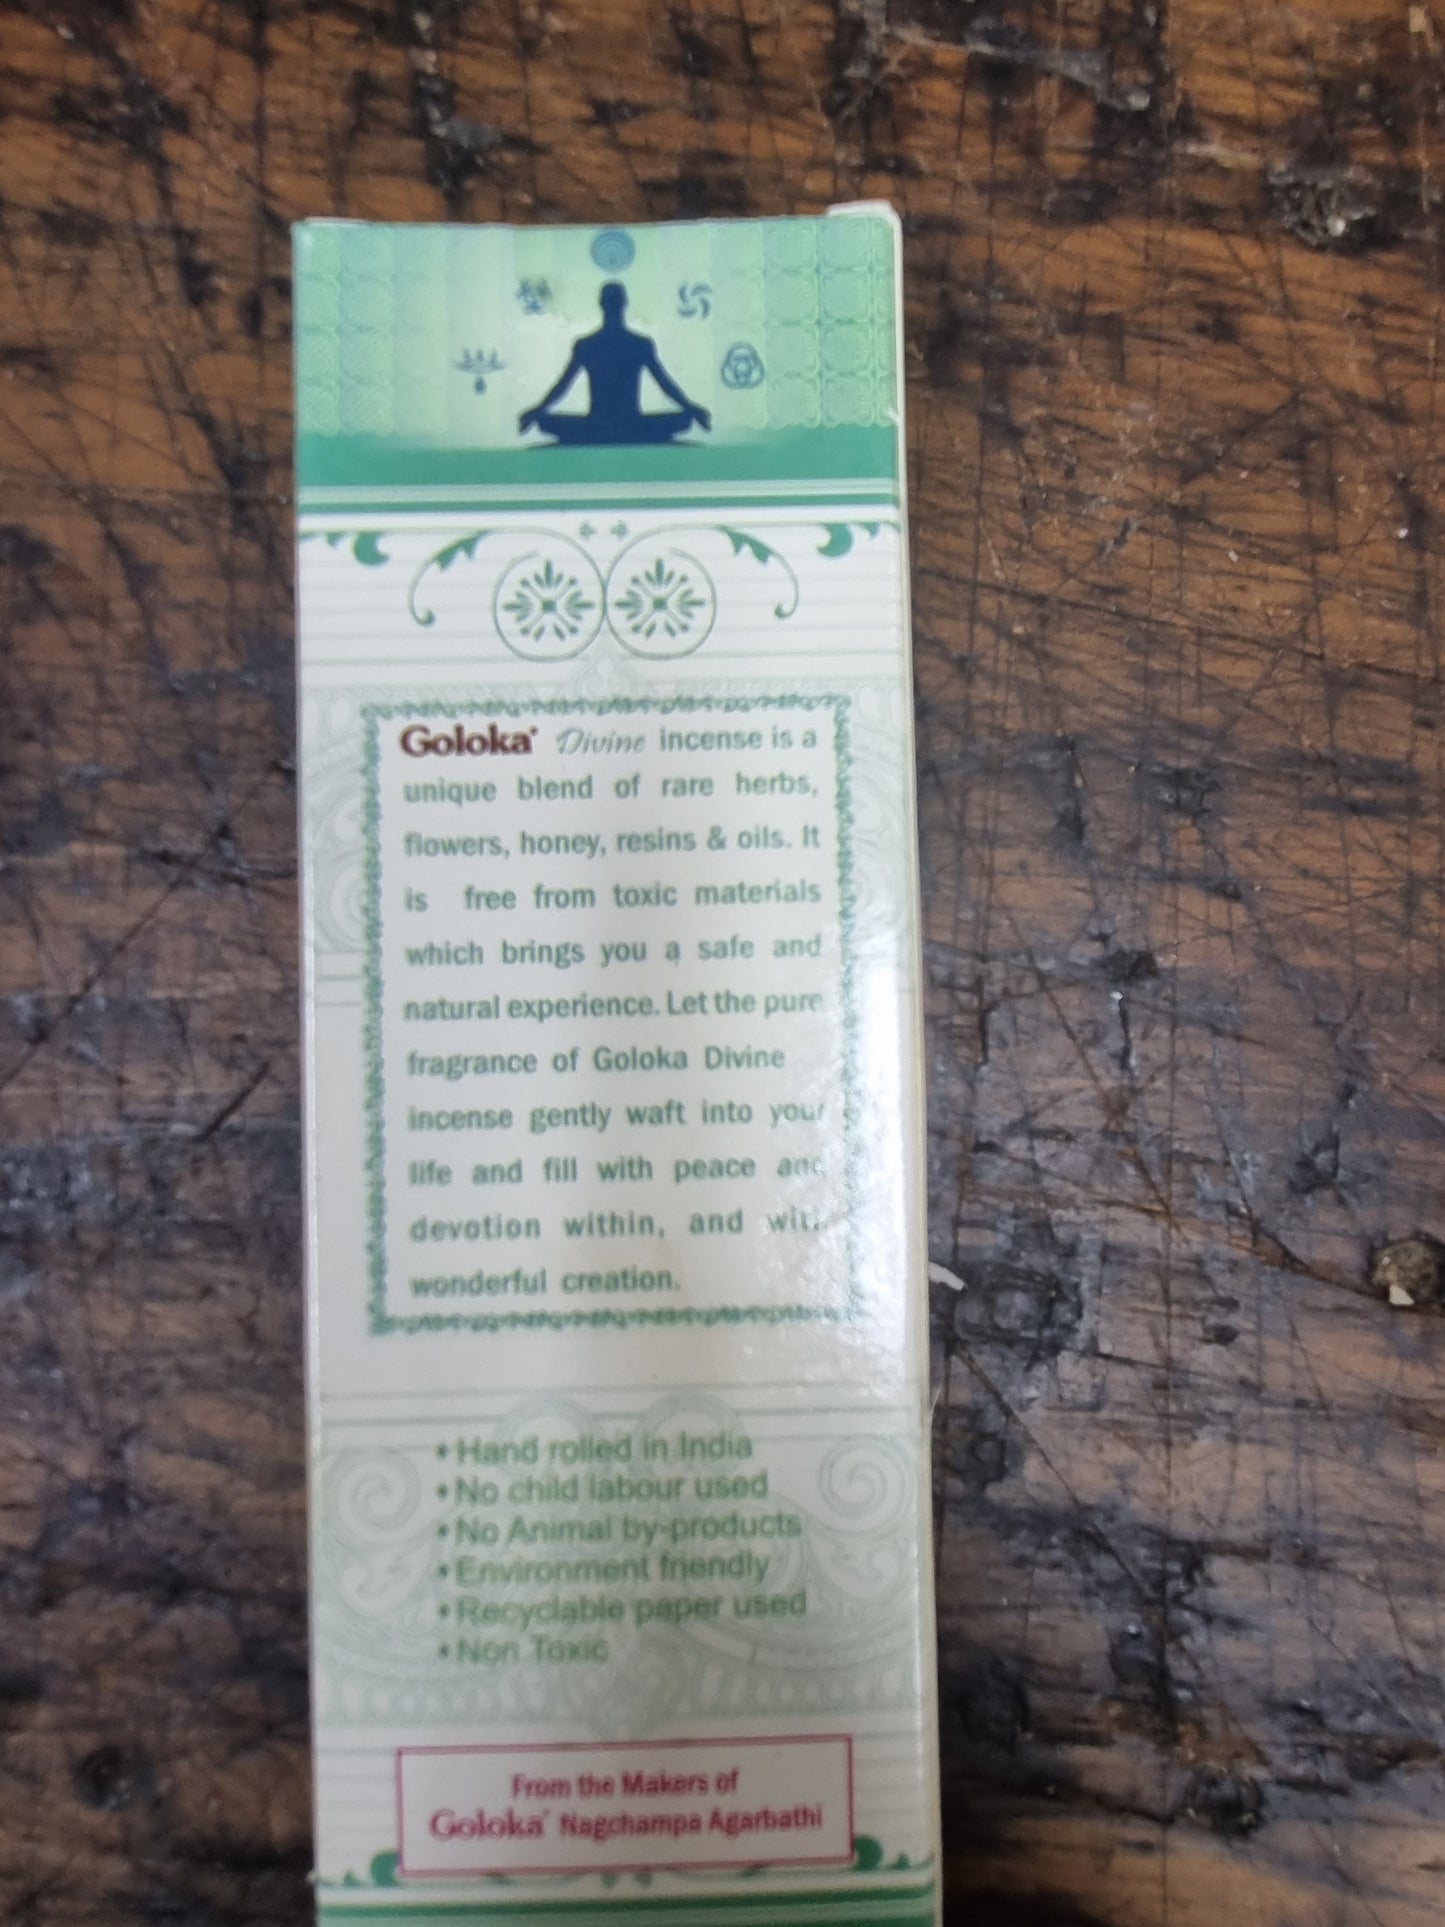 Goloka® Divine incense is a
unique blend of rare herbs,
flowers, honey, resins & oils. It
is free from toxic materials
which brings you a safe and
natural experience. Let the pure
fragrance of Goloka Divine
incense gently waft into your
life and fill with peace and
devotion within, and with
wonderful creation.
• Hand rolled in India
• No child labour used
• No Animal by-products
• Environment friendly
• Recyclable paper used
• Non Toxic
From the Makers of
Goloka® Nagchampa Agarbathi